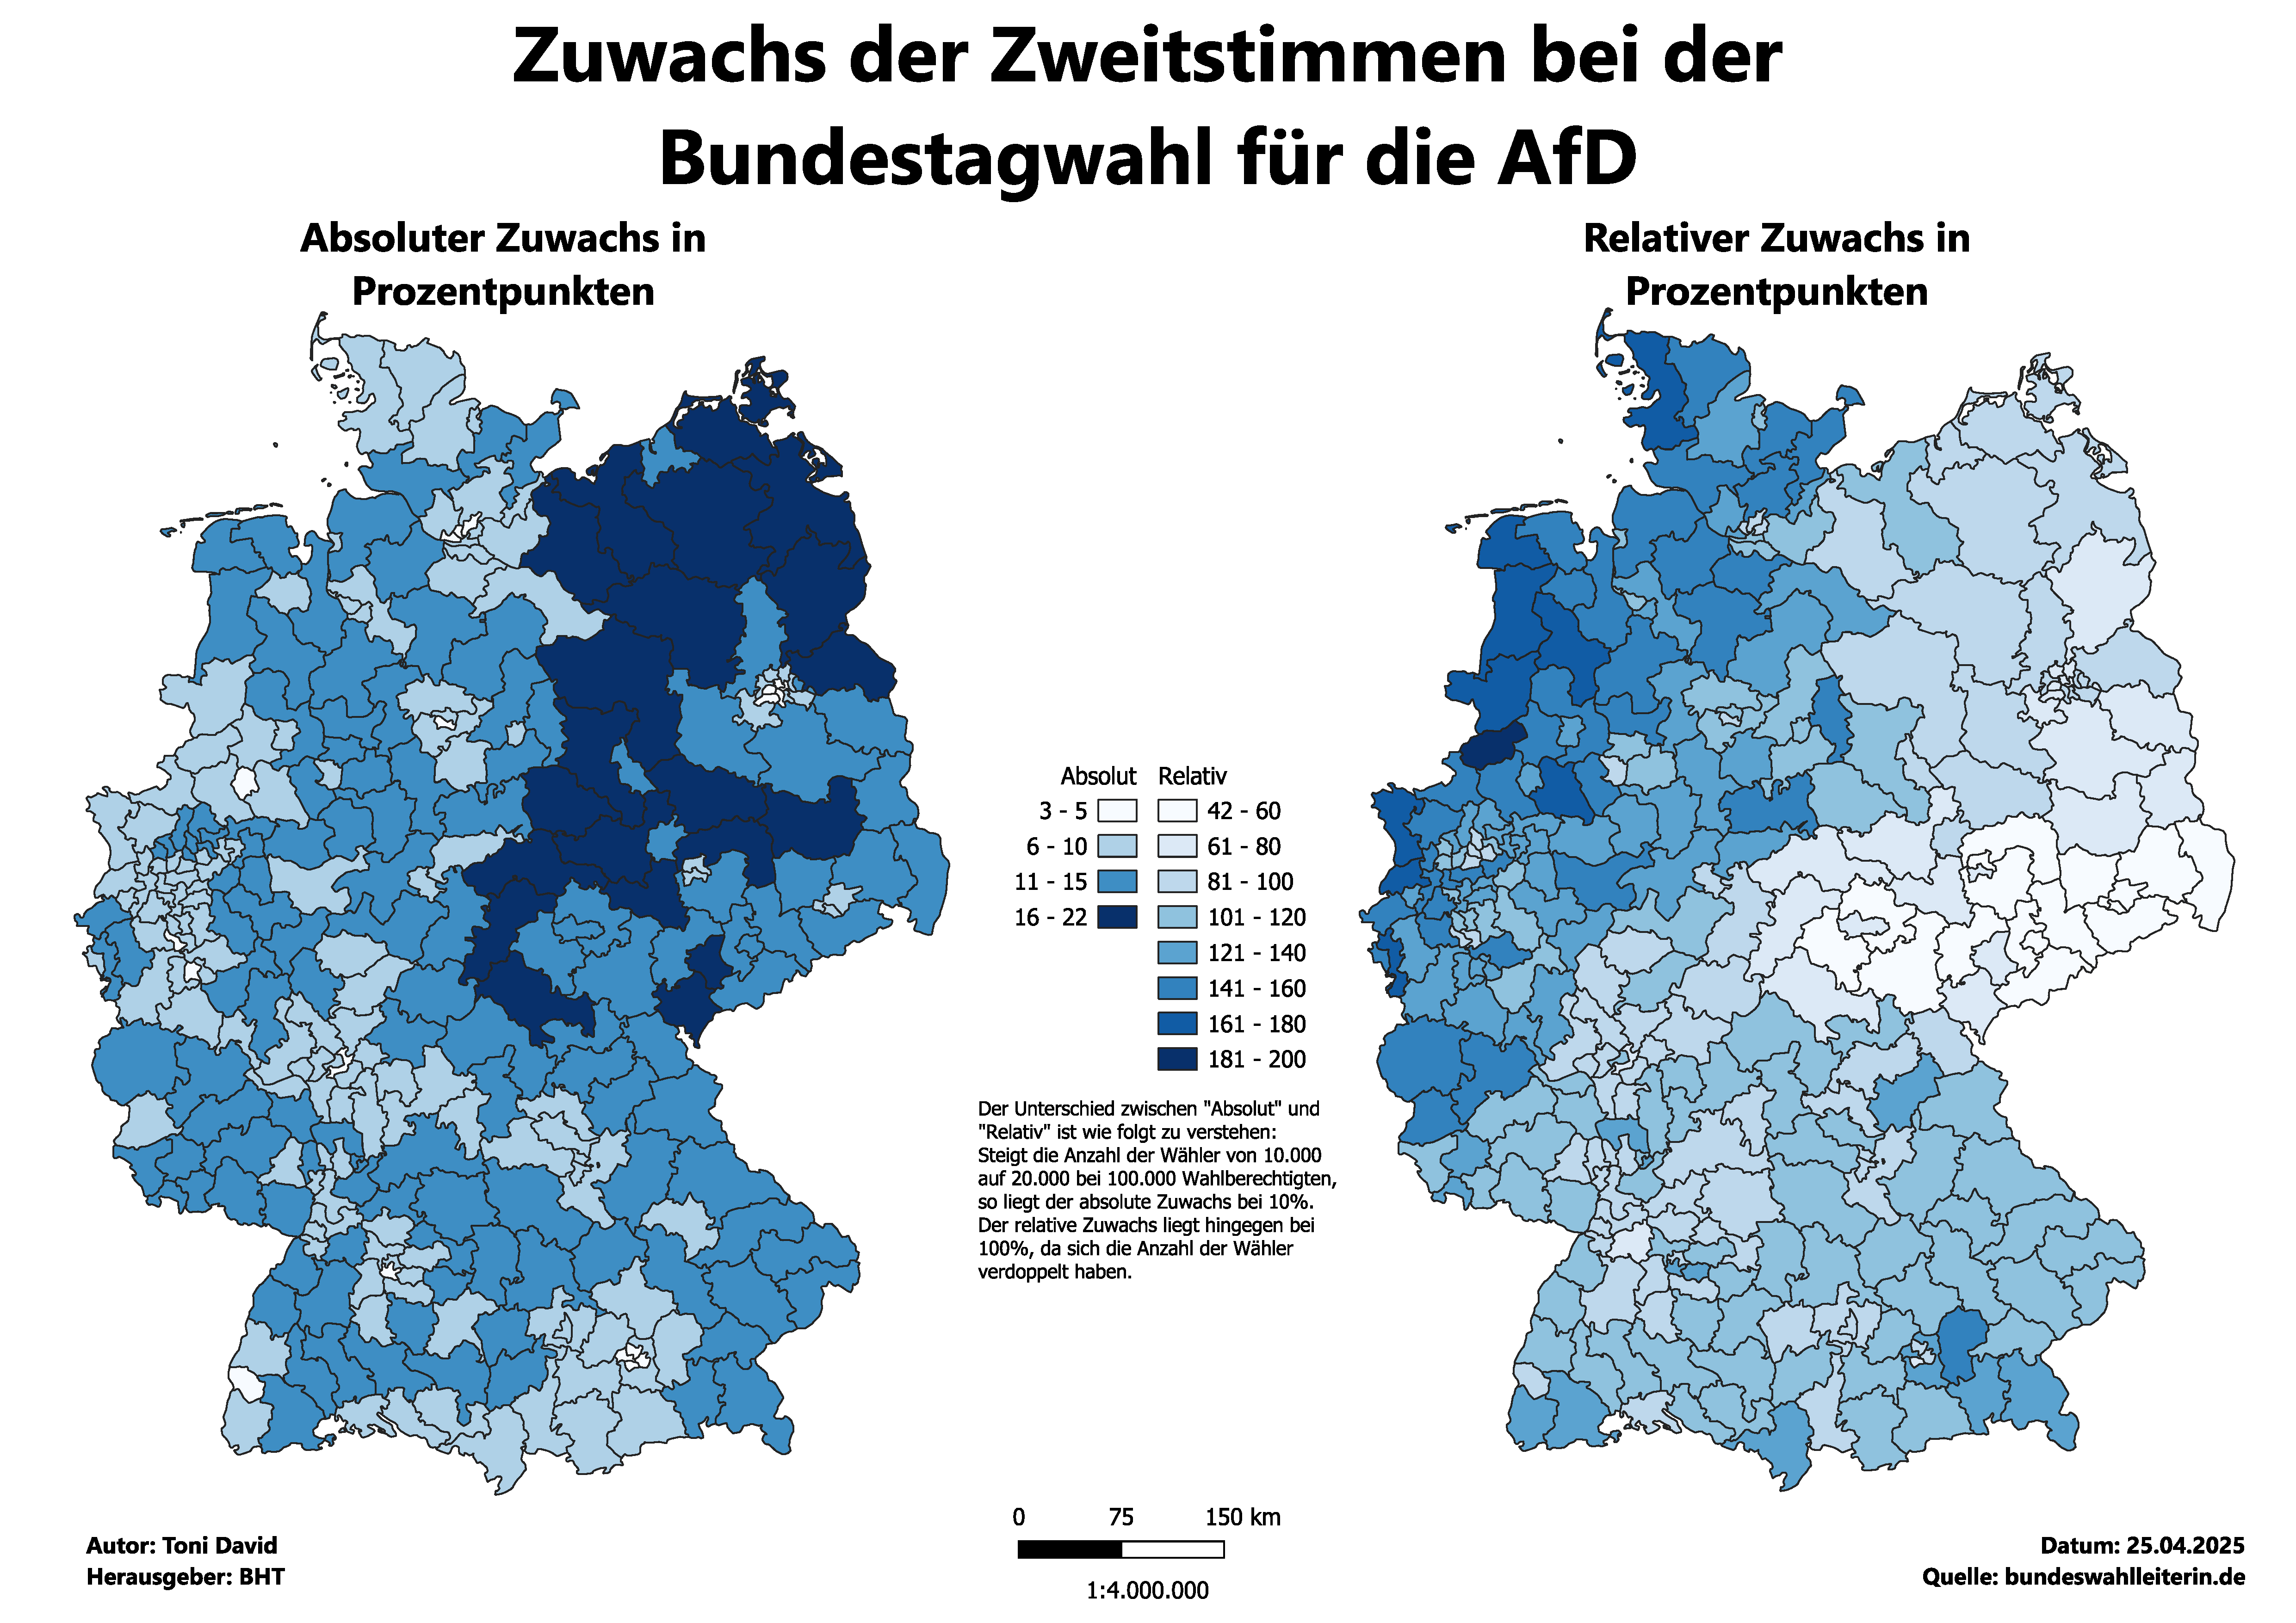 Zuwachs der Zweitstimmen bei der
Bundestagwahl für die AfD
Absoluter Zuwachs in
Prozentpunkten
Relativer Zuwachs in
Prozentpunkten
Absolut Relativ
3 - 5 42 - 60
6 - 10 61 - 80
11 - 15 81 - 100
16 - 22 101 - 120
121 - 140
141 - 160
161 - 180
181 - 200
Der Unterschied zwischen "Absolut" und
"Relativ" ist wie folgt zu verstehen:
Steigt die Anzahl der Wähler von 10.000
auf 20.000 bei 100.000 Wahlberechtigten,
so liegt der absolute Zuwachs bei 10%.
Der relative Zuwachs liegt hingegen bei
100%, da sich die Anzahl der Wähler
verdoppelt haben.
0 75 150 km
1:4.000.000
Autor: Toni David
Herausgeber: BHT
Datum: 25.04.2025
Quelle: bundeswahlleiterin.de